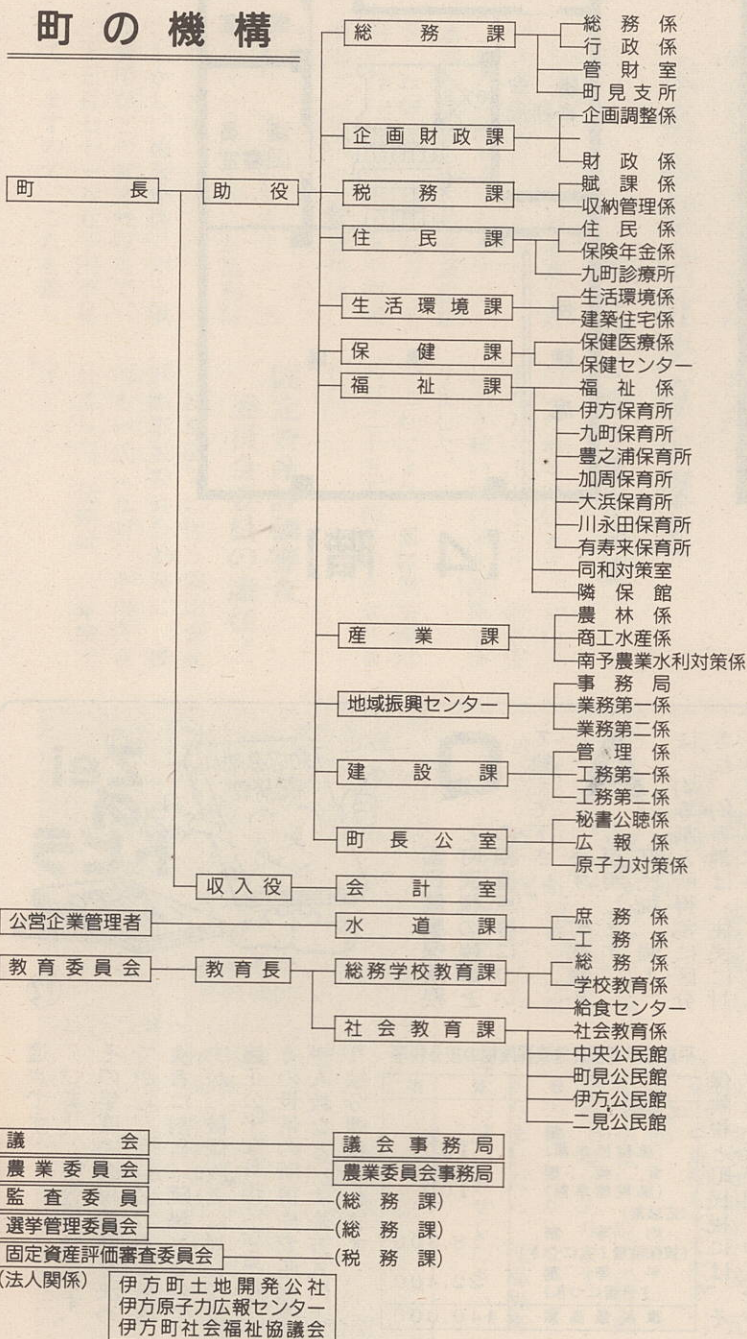 町の機構
町長
助役
総務課
総務係
行政係
管財室
町見支所
企画財政課
企画調整係
財政係
税務課
賦課係
収納管理係
住民課
住民係
保険年金係
九町診療所
生活環境課
生活環境係
建築住宅係
保健課
保健医療係
保健センター
福祉課
福祉係
伊方保育所
九町保育所
豊之浦保育所
加周保育所
大浜保育所
川永田保育所
有寿来保育所
同和対策室
隣保館
産業課
農林係
商工水産係
南予農業水利対策係
地域振興センター
事務局
業務第一係
業務第二係
建設課
管理係
工務第一係
工務第二係
町長公室
秘書公聴係
広報係
原子力対策係
収入役
会計室
公営企業管理者
水道課
庶務係
工務係
教育委員会
教育長
総務学校教育課
総務係
学校教育係
給食センター
社会教育課
社会教育係
中央公民館
町見公民館
伊方公民館
二見公民館
議会
議会事務局
農業委員会
農業委員会事務局
監査委員
(総務課)
選挙管理委員会
(総務課)
固定資産評価審査委員会
(税務課)
(法人関係)
伊方町土地開発公社
伊方原子力広報センター
伊方町社会福祉協議会